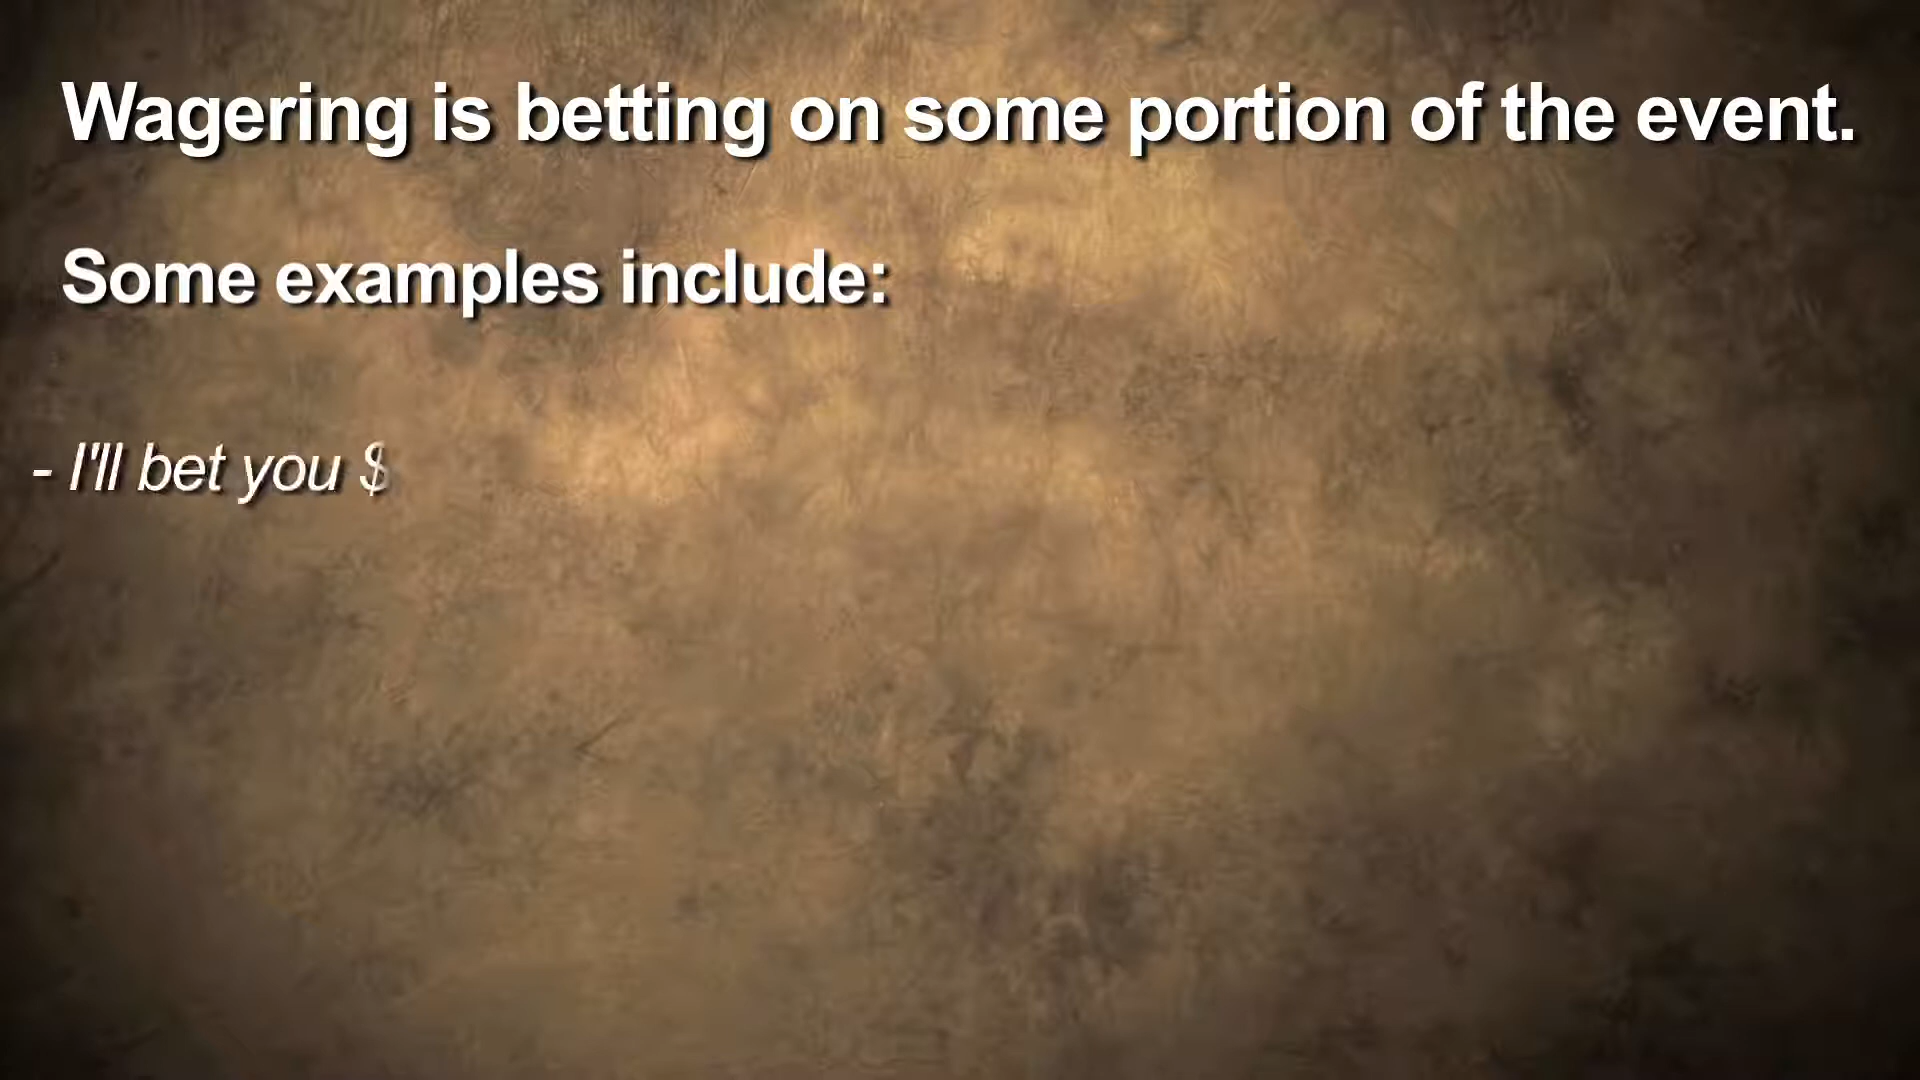 Wagering is betting on some portion of the event.
Some examples include:
- I'll bet you $